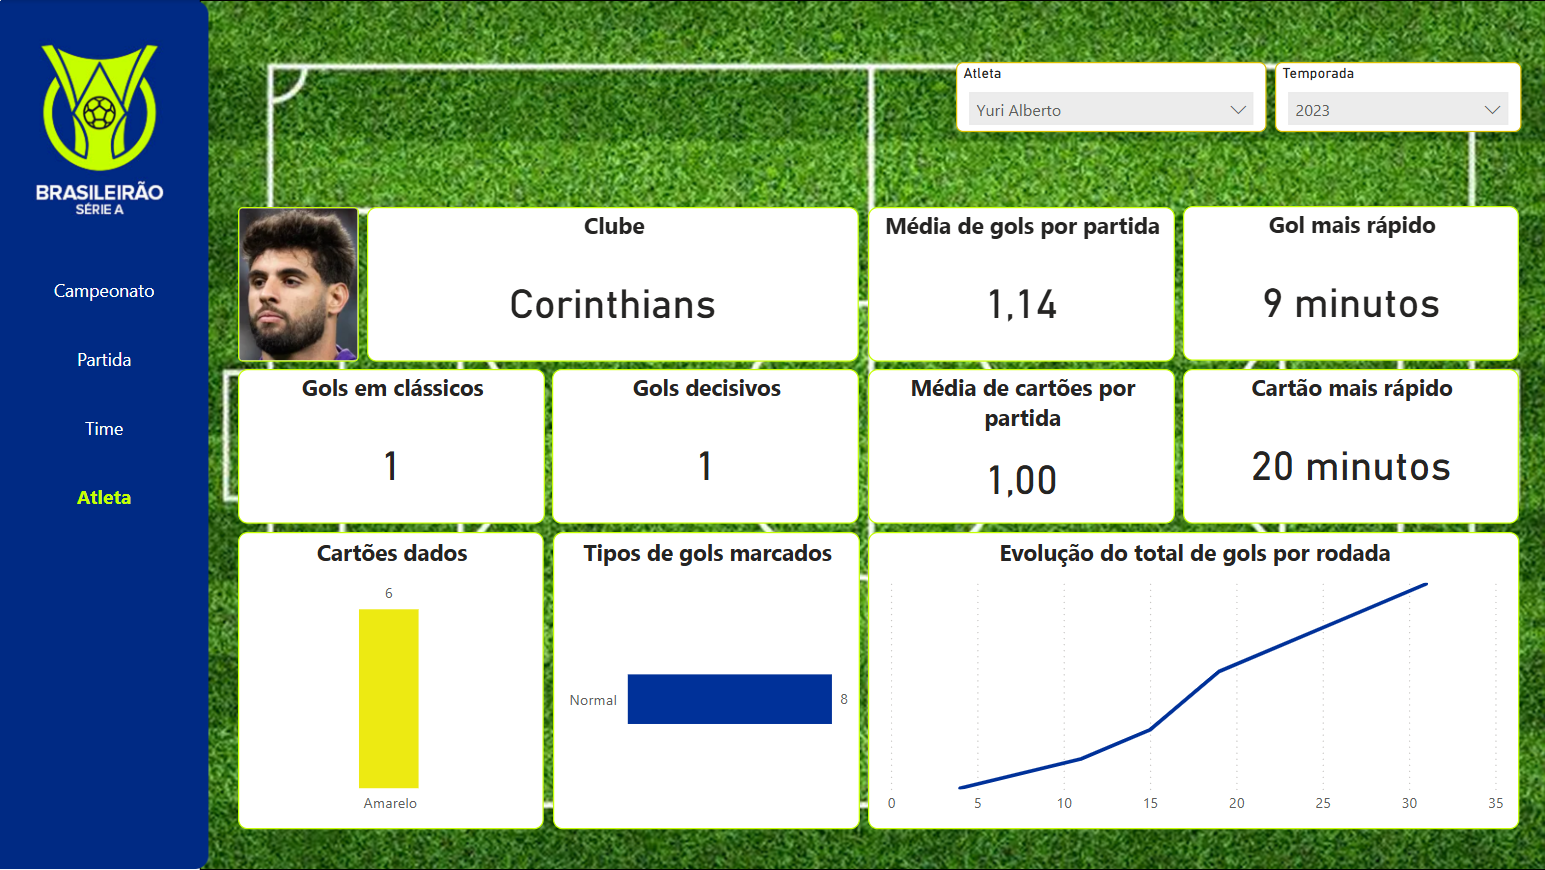 BRASILEIRÃO
SÉRIE A
Campeonato
Partida
Time
Atleta
Atleta
Yuri Alberto
Temporada
2023
Clube
Corinthians
Média de gols por partida
1,14
Gol mais rápido
9 minutos
Gols em clássicos
1
Gols decisivos
1
Média de cartões por
partida
1,00
Cartão mais rápido
20 minutos
Cartões dados
6
Amarelo
Tipos de gols marcados
Normal
8
Evolução do total de gols por rodada
0 5 10 15 20 25 30 35